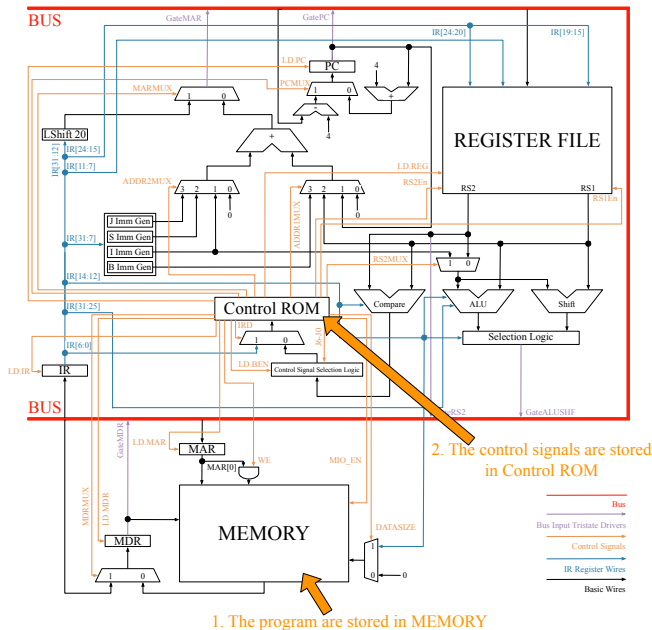 BUS
GateMAR
GatePC
IR[24:20]
IR[19:15]
LD.PC
PC
4
PCMUX
1 0
MARMUX
1 0
+
-
4
LShift 20
REGISTER FILE
IR[31:12]
IR[24:15]
+
IR[11:7]
LD.REG
RS2En
ADDR2MUX
3 2 1 0
0
ADDR1MUX
3 2 1 0
0
RS2
RS1
RS1En
J Imm Gen
S Imm Gen
I Imm Gen
B Imm Gen
IR[31:7]
RS2MUX
1 0
IR[14:12]
Compare
ALU
Shift
Control ROM
IR[31:25]
IRD
1 0
J6-J0
Selection Logic
IR[6:0]
LD.IR
IR
LD.BEN
Control Signal Selection Logic
BUS
GateRS2
GateALUSHF
GateMDR
LD.MAR
MAR
MAR[0]
WE
MIO_EN
2. The control signals are stored
in Control ROM
MDRMUX
LD.MDR
MEMORY
DATASIZE
MDR
1
0
0
1 0
Bus
Bus Input Tristate Drivers
Control Signals
IR Register Wires
Basic Wires
1. The program are stored in MEMORY